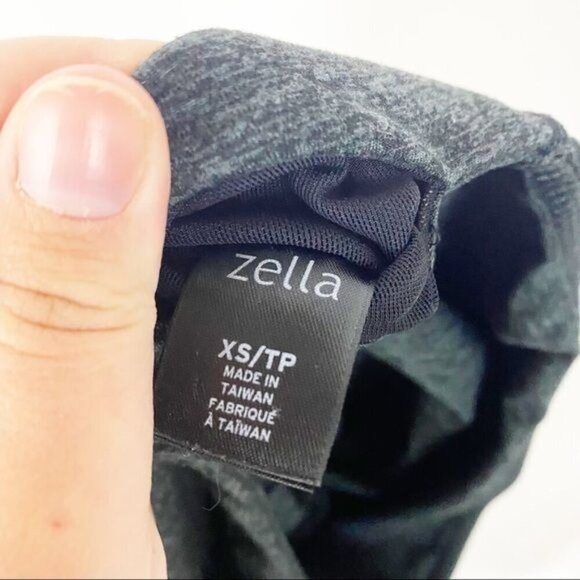 zella
XS/TP
MADE IN
TAIWAN
FABRIQUÉ
À TAÏWAN